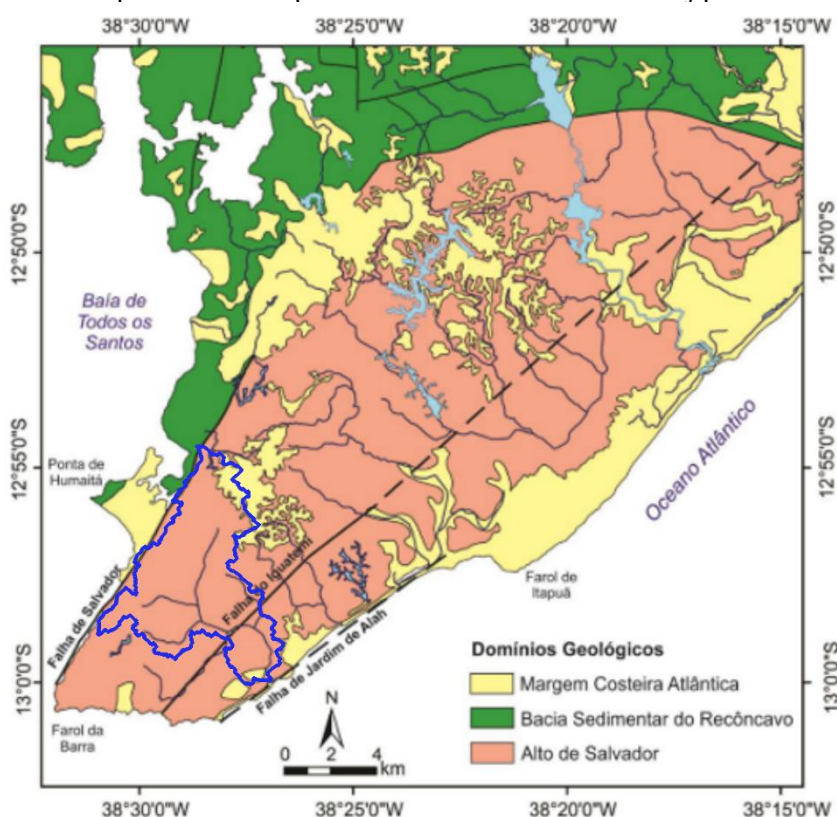 38°30'0"W
38°25'0"W
38°20'0"W
38°15'0"W
12°50'0"S
12°50'0"S
Baía de
Todos os
Santos
Oceano Atlântico
Ponta de
Humaitá
12°55'0"S
12°55'0"S
Falha do Iguatemi
Falha de Salvador
Farol de
Itapuã
Falha de Jardim de Alah
13°0'0"S
13°0'0"S
Farol da
Barra
N
0 2 4
km
Domínios Geológicos
Margem Costeira Atlântica
Bacia Sedimentar do Recôncavo
Alto de Salvador
38°30'0"W
38°25'0"W
38°20'0"W
38°15'0"W